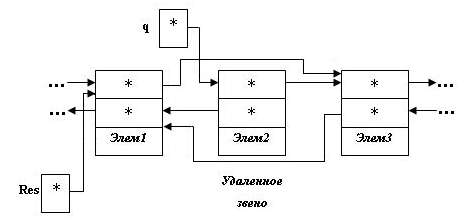 q *
... * * * ...
... * * * ...
Элем1 Элем2 Элем3
Res *
Удаленное
звено